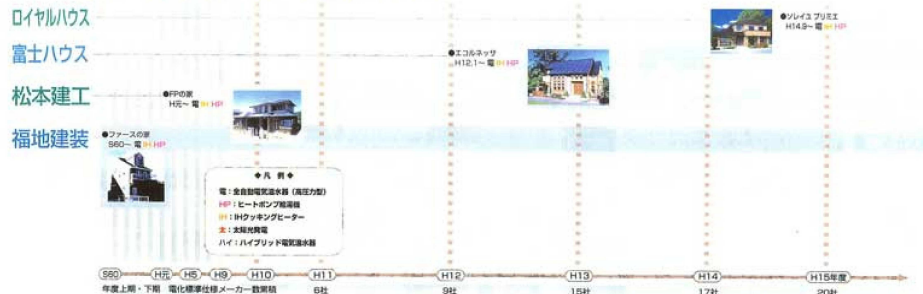 ロイヤルハウス
●ソレイユ プリミエ
H14.9〜 電 IH HP
富士ハウス
●エコルネッサ
H12.1〜 電 IH HP
松本建工
●FPの家
H元〜 電 IH HP
福地建装
●ファースの家
S60〜 電 IH HP
◆凡 例◆
電：全自動電気温水器（高圧力型）
HP：ヒートポンプ給湯機
IH：IHクッキングヒーター
太：太陽光発電
ハイ：ハイブリッド電気温水器
S60 H元 H5 H9 H10 H11 H12 H13 H14 H15年度
年度上期・下期 電化標準仕様メーカー数累積 6社 9社 15社 17社 20社